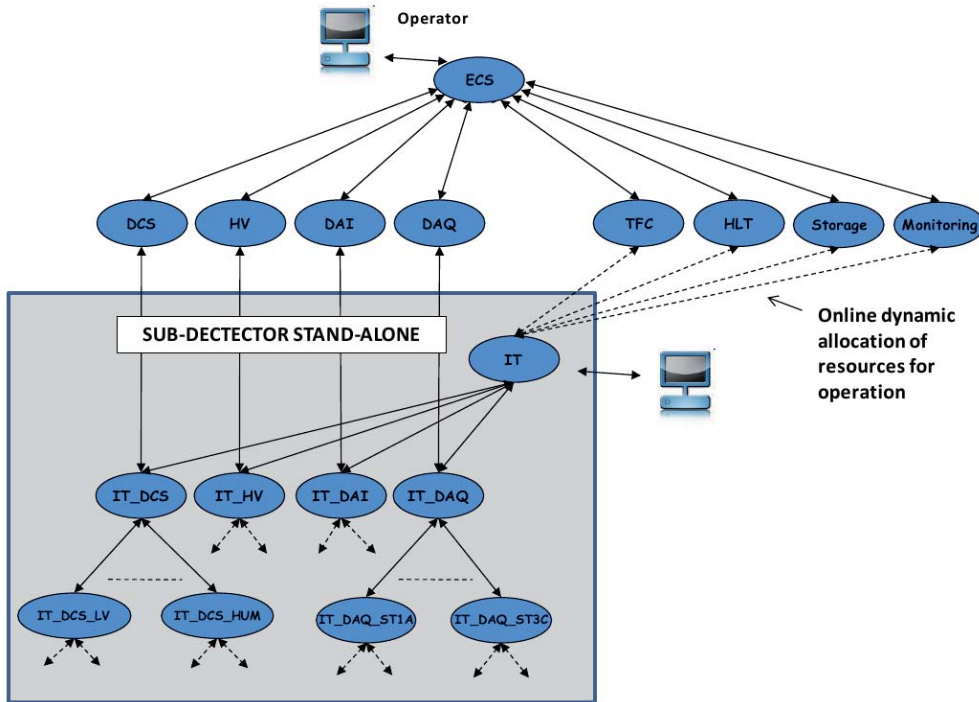 Operator
ECS
DCS
HV
DAI
DAQ
TFC
HLT
Storage
Monitoring
SUB-DECTECTOR STAND-ALONE
IT
Online dynamic
allocation of
resources for
operation
IT_DCS
IT_HV
IT_DAI
IT_DAQ
IT_DCS_LV
IT_DCS_HUM
IT_DAQ_ST1A
IT_DAQ_ST3C